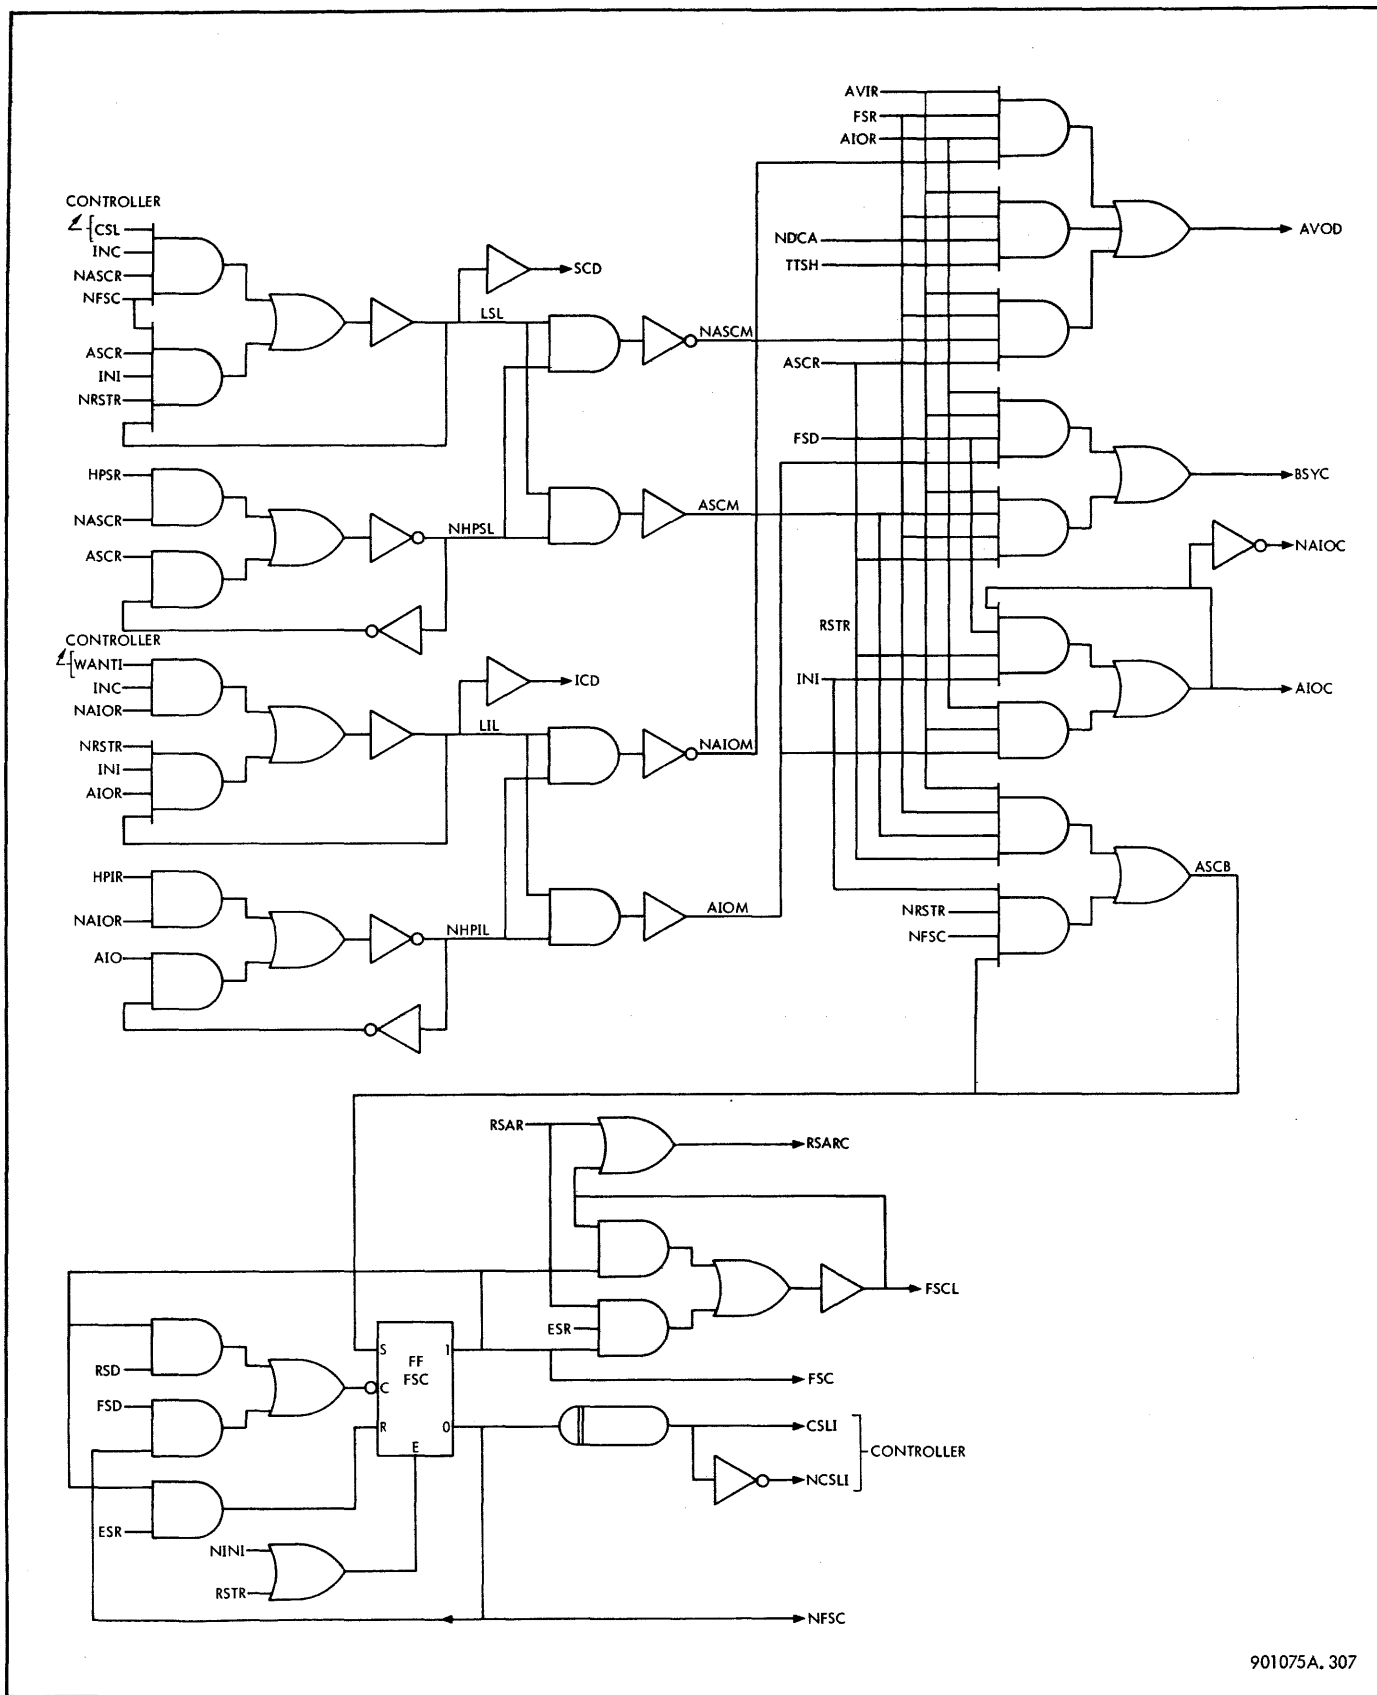 AVIR
FSR
AIOR
CONTROLLER
CSL
INC
NASCR
NFSC
NDCA
TTSH
AVOD
SCD
LSL
NASCM
ASCR
INI
NRSTR
ASCR
FSD
HPSR
NASCR
NHPSL
ASCM
BSYC
ASCR
NAIOC
CONTROLLER
WANTI
INC
NAIOR
RSTR
INI
ICD
AIOC
LIL
NAIOM
NRSTR
INI
AIOR
HPIR
NAIOR
NHPIL
AIOM
ASCB
NRSTR
NFSC
AIO
RSAR
RSARC
FSCL
ESR
S
1
FF
FSC
RSD
C
FSC
FSD
R
0
E
CSLI
CONTROLLER
NCSLI
ESR
NINI
RSTR
NFSC
901075A. 307